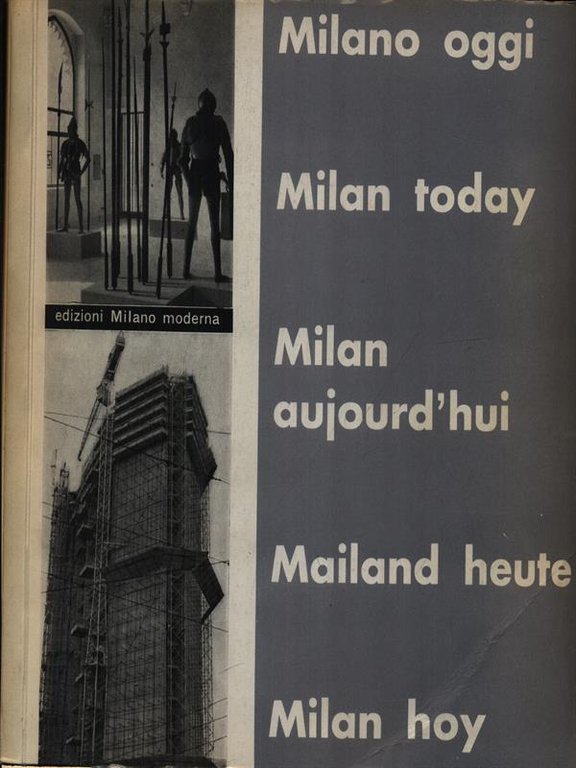 Milano oggi
Milan today
edizioni Milano moderna
Milan
aujourd'hui
Mailand heute
Milan hoy